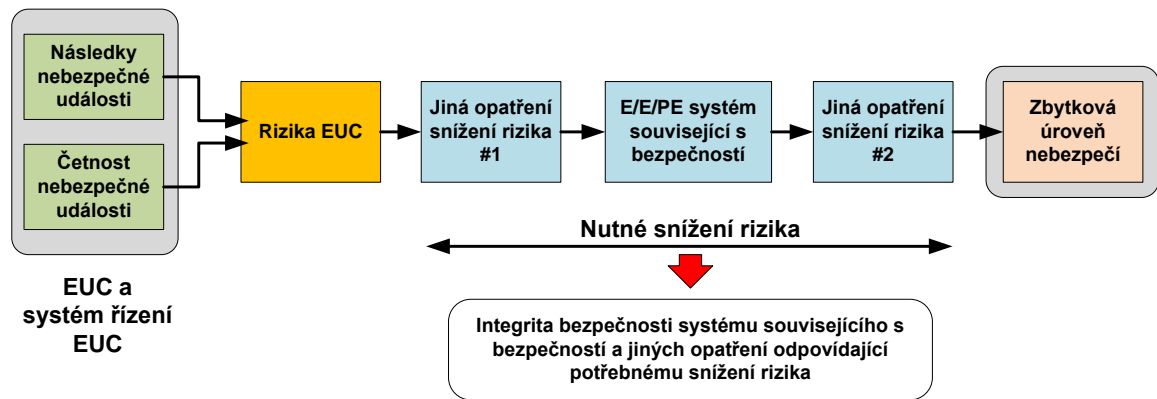 Následky
nebezpečné
události
Četnost
nebezpečné
události
EUC a
systém řízení
EUC
Rizika EUC
Jiná opatření
snížení rizika
#1
E/E/PE systém
související s
bezpečností
Jiná opatření
snížení rizika
#2
Zbytková
úroveň
nebezpečí
Nutné snížení rizika
Integrita bezpečnosti systému souvisejícího s
bezpečností a jiných opatření odpovídající
potřebnému snížení rizika